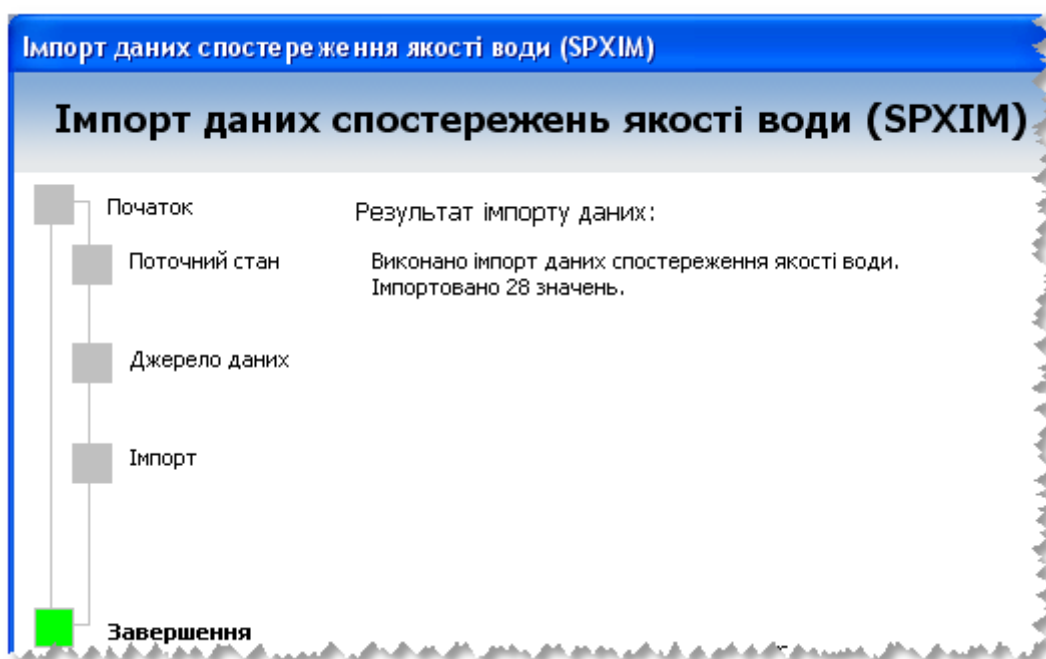 Імпорт даних спостереження якості води (SPXIM)
Імпорт даних спостережень якості води (SPXIM)
Початок
Результат імпорту даних:
Поточний стан
Виконано імпорт даних спостереження якості води.
Імпортовано 28 значень.
Джерело даних
Імпорт
Завершення